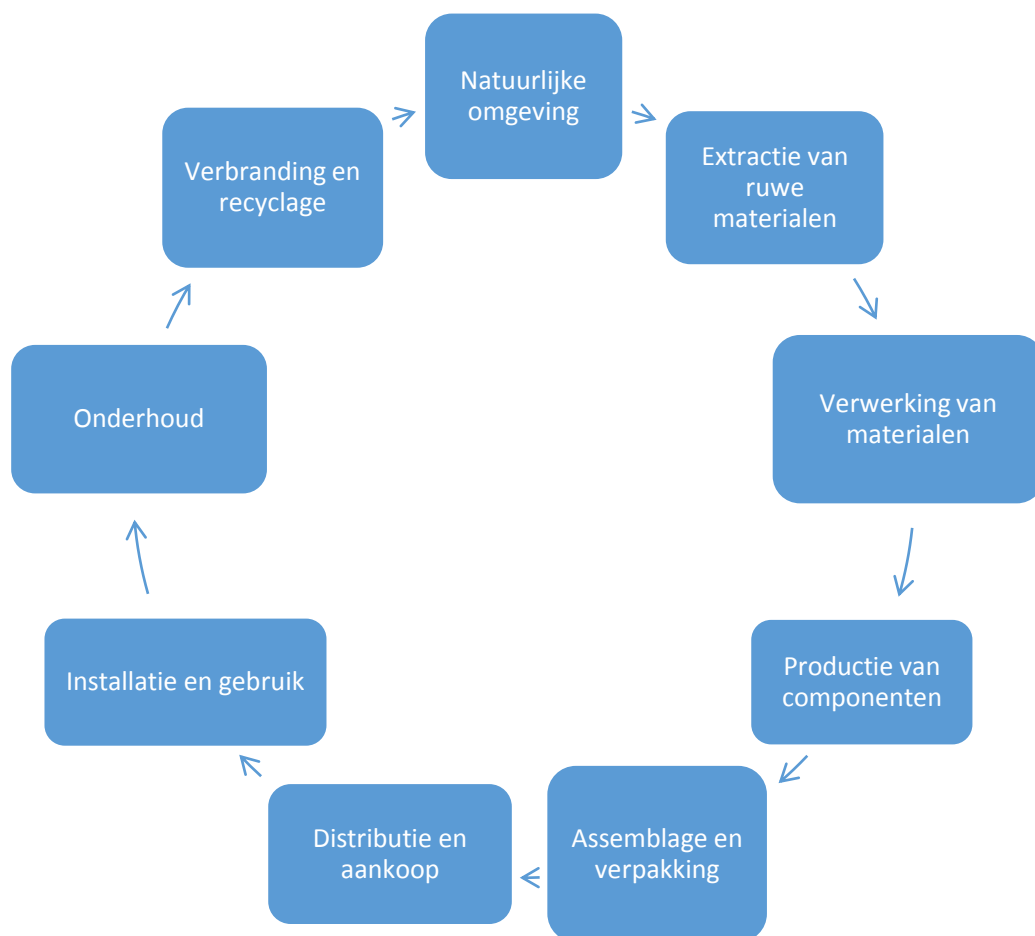 Natuurlijke
omgeving
Extractie van
ruwe
materialen
Verwerking van
materialen
Productie van
componenten
Assemblage en
verpakking
Distributie en
aankoop
Installatie en gebruik
Onderhoud
Verbranding en
recyclage